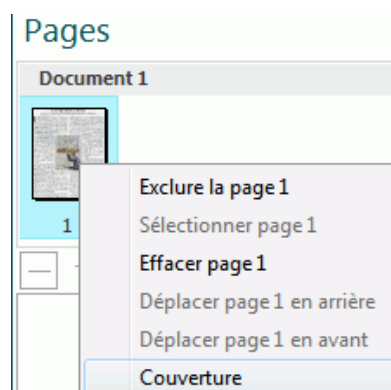 Pages
Document 1
1
Exclure la page 1
Sélectionner page 1
Effacer page 1
Déplacer page 1 en arrière
Déplacer page 1 en avant
Couverture